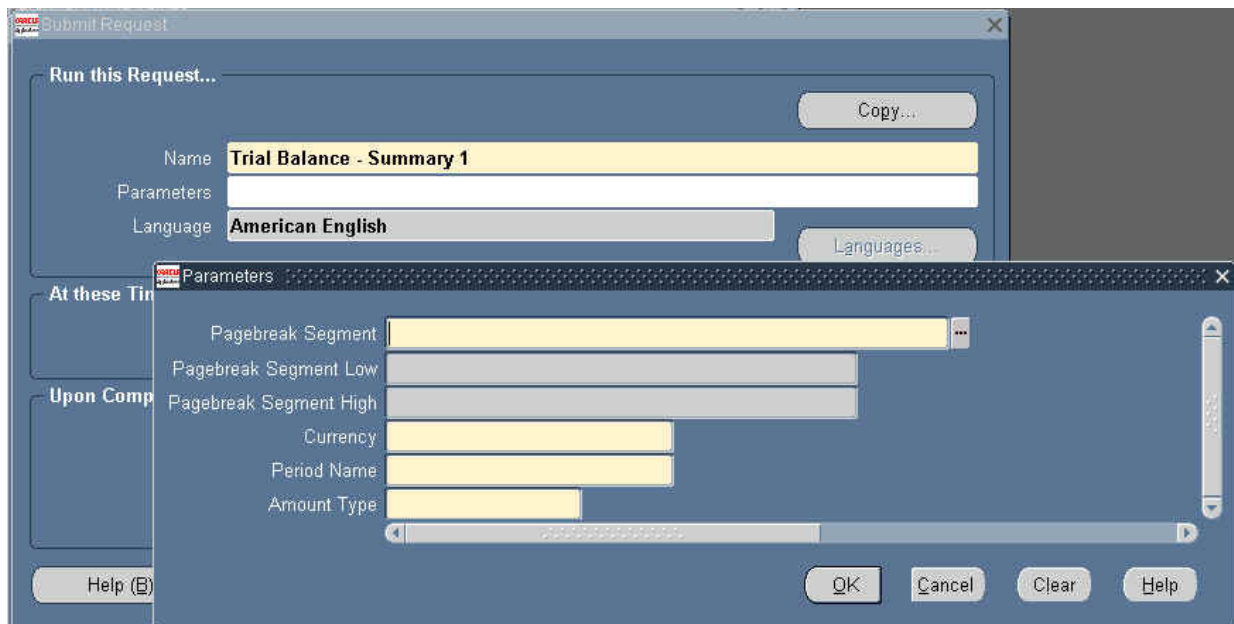 Submit Request
Run this Request...
Copy...
Name Trial Balance - Summary 1
Parameters
Language American English
Languages...
Parameters
At these Tin
Pagebreak Segment
Pagebreak Segment Low
Pagebreak Segment High
Upon Comp
Currency
Period Name
Amount Type
Help (B)
OK
Cancel
Clear
Help